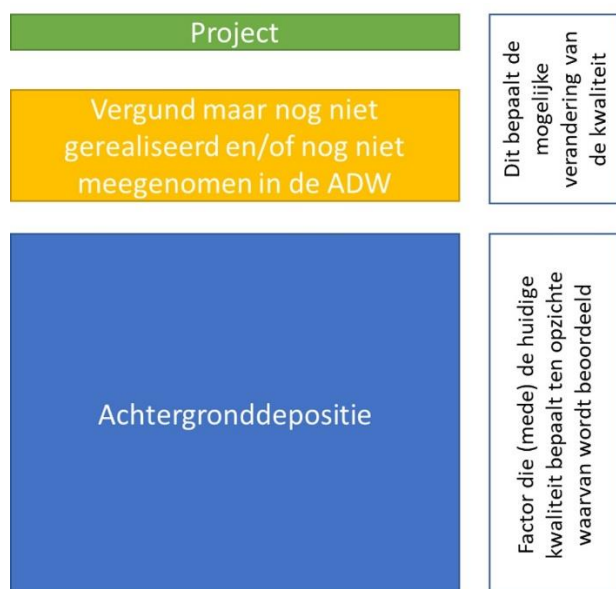 Project
Vergund maar nog niet
gerealiseerd en/of nog niet
meegenomen in de ADW
Dit bepaalt de
mogelijke
verandering van
de kwaliteit
Achtergronddepositie
Factor die (mede) de huidige
kwaliteit bepaalt ten opzichte
waarvan wordt beoordeeld